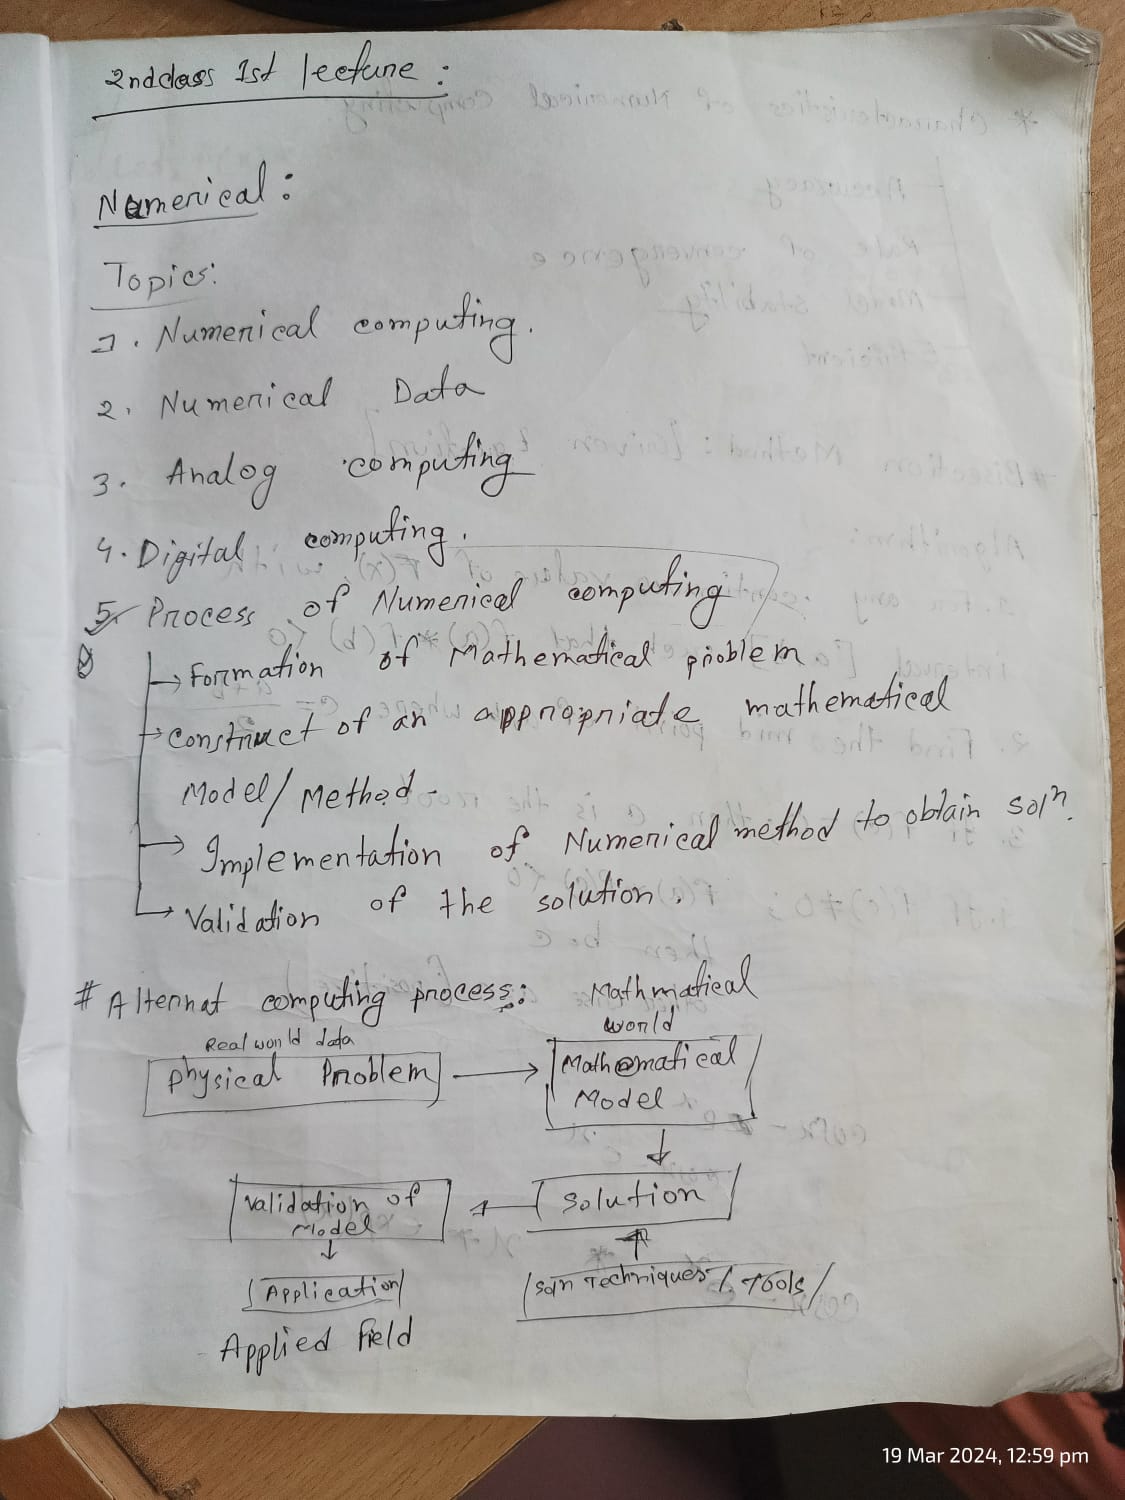 2nd class 1st lecture :
Numerical :
Topics:
1. Numerical computing.
2. Numerical Data
3. Analog computing
4. Digital computing.
5. Process of Numerical computing
→ Formation of Mathematical problem
→ Construct of an appropriate mathematical
Model/Method -
→ Implementation of Numerical method to obtain solⁿ.
→ Validation of the solution.
# Alternat computing process: Mathmatical
world
Real world data
Physical Problem → Mathematical
Model
↓
Validation of ← Solution
Model
↓ ↑
Application
soln Techniques / Tools
Applied field
19 Mar 2024, 12:59 pm